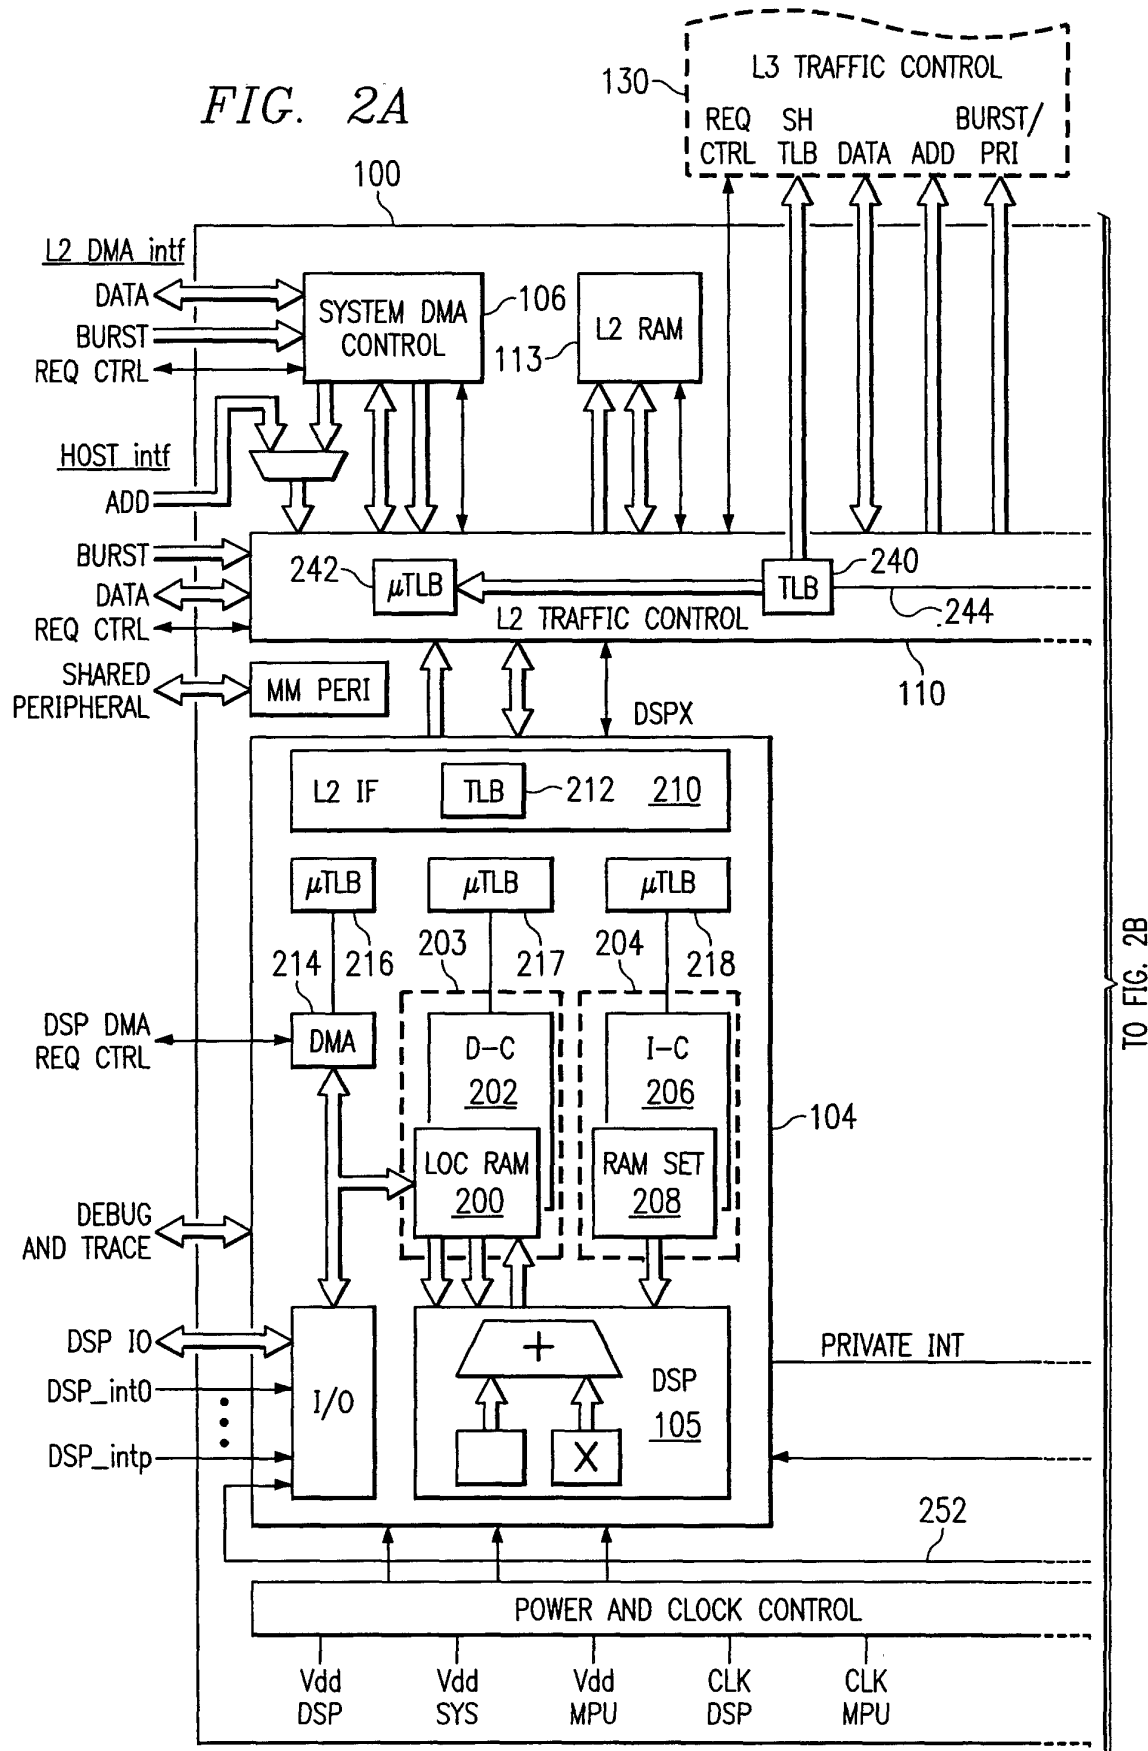 FIG. 2A
L3 TRAFFIC CONTROL
130
REQ CTRL
SH TLB
DATA
ADD
BURST/ PRI
100
L2 DMA intf
DATA
BURST
REQ CTRL
SYSTEM DMA CONTROL
106
L2 RAM
113
HOST intf
ADD
BURST
DATA
REQ CTRL
242
μTLB
TLB
240
244
L2 TRAFFIC CONTROL
110
SHARED PERIPHERAL
MM PERI
DSPX
L2 IF
TLB
212
210
μTLB
μTLB
μTLB
214
216
203
217
204
218
DSP DMA REQ CTRL
DMA
D-C
202
I-C
206
104
LOC RAM
200
RAM SET
208
DEBUG AND TRACE
DSP IO
DSP_int0
DSP_intp
I/O
+
X
DSP
105
PRIVATE INT
252
POWER AND CLOCK CONTROL
Vdd DSP
Vdd SYS
Vdd MPU
CLK DSP
CLK MPU
TO FIG. 2B